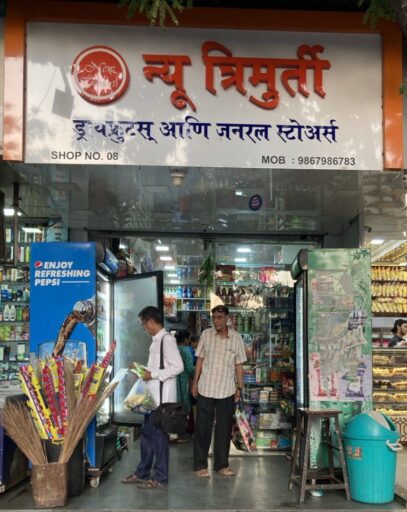 न्यू त्रिमुर्ती
ड्रायफ्रुटस् आणि जनरल स्टोअर्स
SHOP NO. 08
MOB : 9867986783
ENJOY
REFRESHING
PEPSI